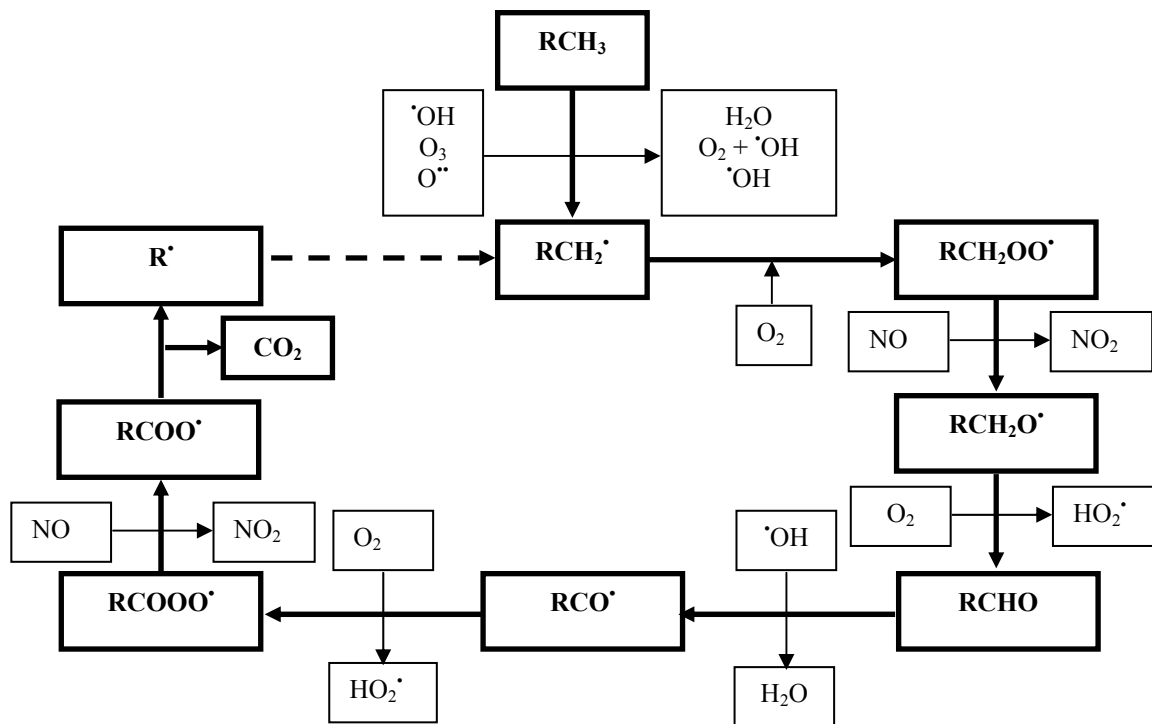 RCH₃
•OH
O₃
O••
H₂O
O₂ + •OH
•OH
R•
RCH₂•
RCH₂OO•
O₂
NO
NO₂
CO₂
RCOO•
RCH₂O•
NO
NO₂
O₂
•OH
O₂
HO₂•
RCOOO•
RCO•
RCHO
HO₂•
H₂O